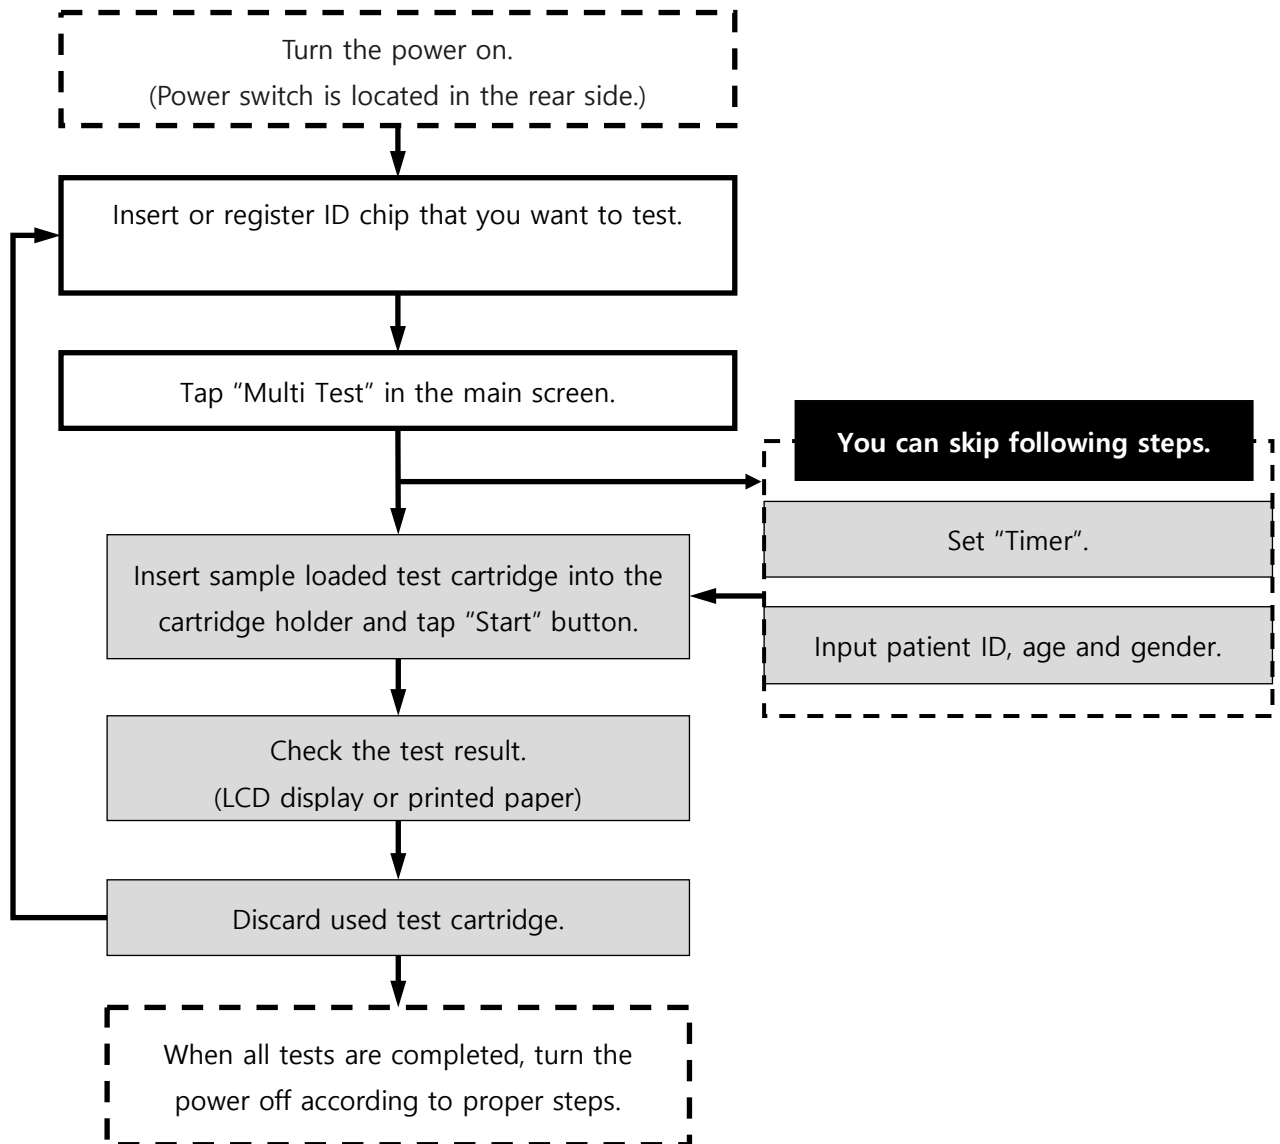 Turn the power on.
(Power switch is located in the rear side.)
Insert or register ID chip that you want to test.
Tap "Multi Test" in the main screen.
You can skip following steps.
Set "Timer".
Input patient ID, age and gender.
Insert sample loaded test cartridge into the
cartridge holder and tap "Start" button.
Check the test result.
(LCD display or printed paper)
Discard used test cartridge.
When all tests are completed, turn the
power off according to proper steps.